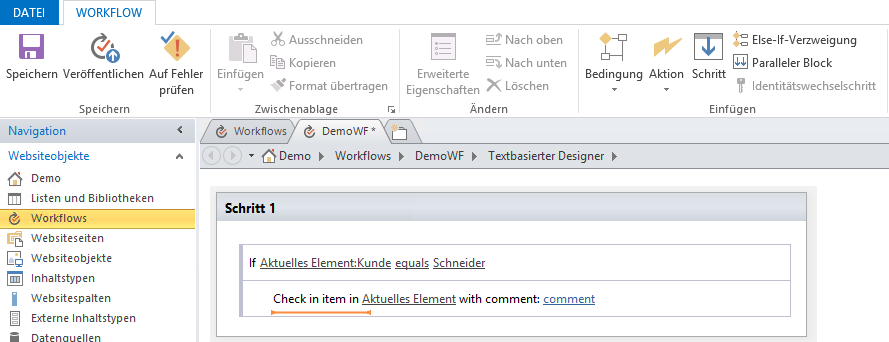 DATEI WORKFLOW
Speichern Veröffentlichen Auf Fehler prüfen
Speichern
Einfügen Ausschneiden
Kopieren
Format übertragen
Zwischenablage
Erweiterte Eigenschaften Nach oben
Nach unten
Löschen
Ändern
Bedingung Aktion Schritt Else-If-Verzweigung
Paralleler Block
Identitätswechselschritt
Einfügen
Navigation
Websiteobjekte
Demo
Listen und Bibliotheken
Workflows
Websiteseiten
Websiteobjekte
Inhaltstypen
Websitespalten
Externe Inhaltstypen
Datenquellen
Workflows DemoWF *
Demo Workflows DemoWF Textbasierter Designer
Schritt 1
If Aktuelles Element:Kunde equals Schneider
Check in item in Aktuelles Element with comment: comment